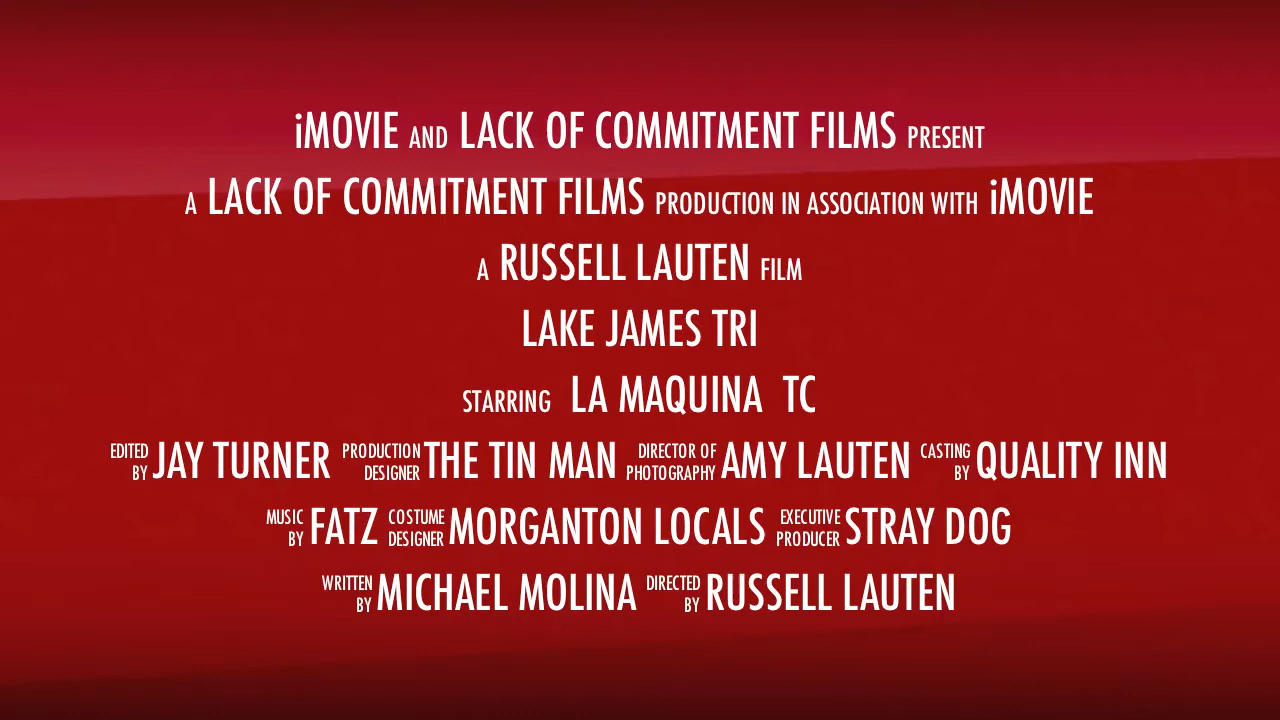 iMOVIE AND LACK OF COMMITMENT FILMS PRESENT
A LACK OF COMMITMENT FILMS PRODUCTION IN ASSOCIATION WITH iMOVIE
A RUSSELL LAUTEN FILM
LAKE JAMES TRI
STARRING LA MAQUINA TC
EDITED BY JAY TURNER PRODUCTION DESIGNER THE TIN MAN DIRECTOR OF PHOTOGRAPHY AMY LAUTEN CASTING BY QUALITY INN
MUSIC BY FATZ COSTUME DESIGNER MORGANTON LOCALS EXECUTIVE PRODUCER STRAY DOG
WRITTEN BY MICHAEL MOLINA DIRECTED BY RUSSELL LAUTEN